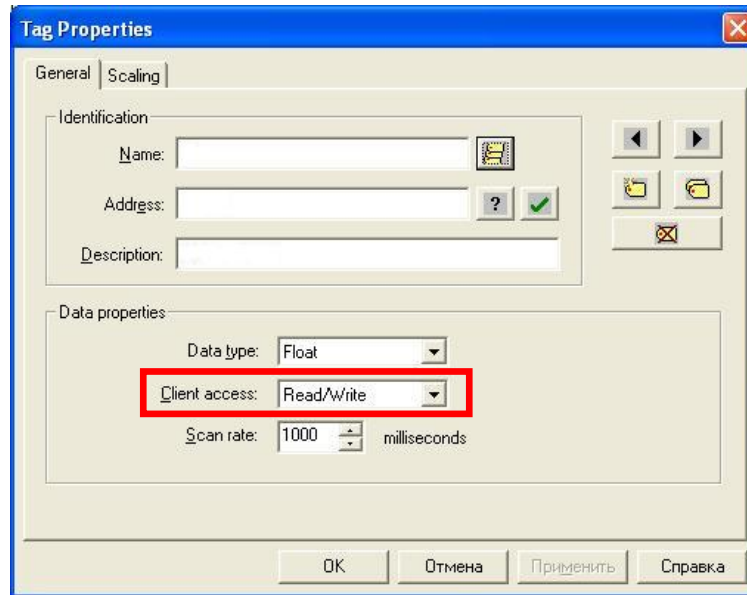 Tag Properties
General Scaling
Identification
Name:
Address: ?
Description:
Data properties
Data type: Float
Client access: Read/Write
Scan rate: 1000 milliseconds
OK Отмена Применить Справка